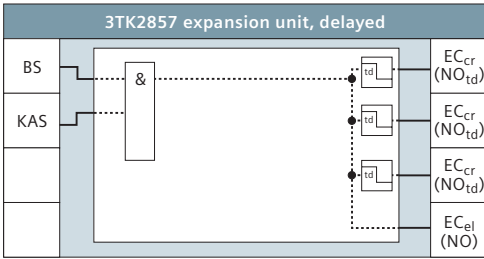 3TK2857 expansion unit, delayed
BS
&
KAS
td
td
td
ECcr
(NOtd)
ECcr
(NOtd)
ECcr
(NOtd)
ECel
(NO)